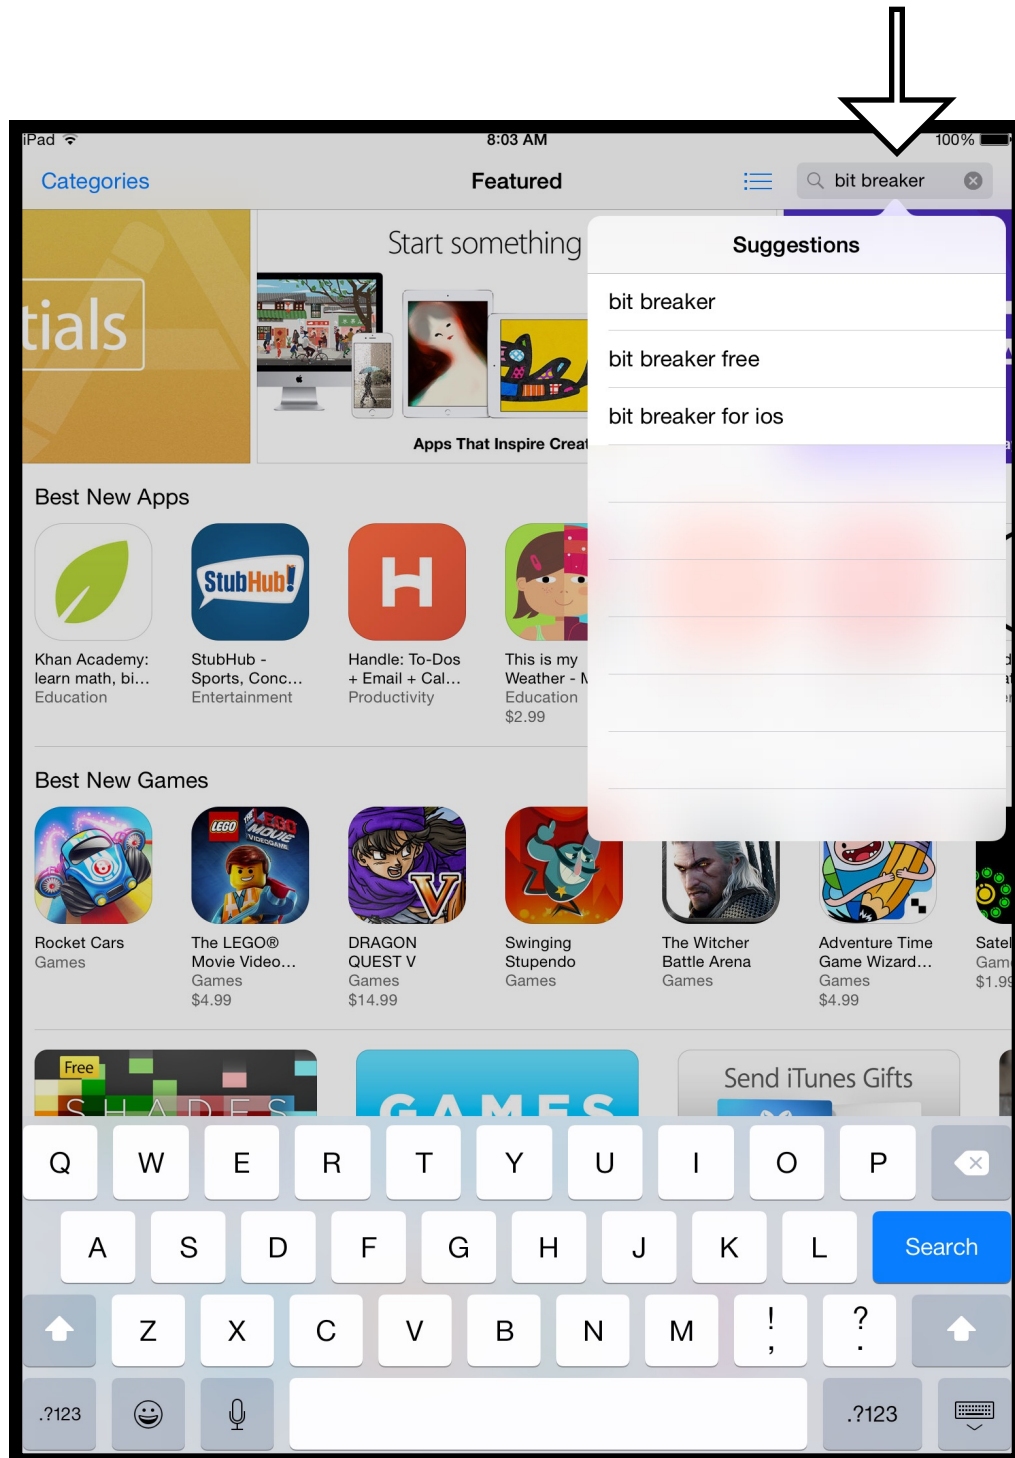 iPad 8:03 AM 100%
Categories Featured bit breaker
tials
Start something
Apps That Inspire Creat
Suggestions
bit breaker
bit breaker free
bit breaker for ios
Best New Apps
StubHub!
H
Khan Academy:
learn math, bi...
Education
StubHub -
Sports, Conc...
Entertainment
Handle: To-Dos
+ Email + Cal...
Productivity
This is my
Weather - M
Education
$2.99
Best New Games
THE LEGO MOVIE
VIDEOGAME
LEGO
V
Rocket Cars
Games
The LEGO®
Movie Video...
Games
$4.99
DRAGON
QUEST V
Games
$14.99
Swinging
Stupendo
Games
The Witcher
Battle Arena
Games
Adventure Time
Game Wizard...
Games
$4.99
Satel
Gam
$1.99
Free
SHADES
GAMES
Send iTunes Gifts
Q W E R T Y U I O P
A S D F G H J K L Search
Z X C V B N M ! , ? .
.?123 .?123